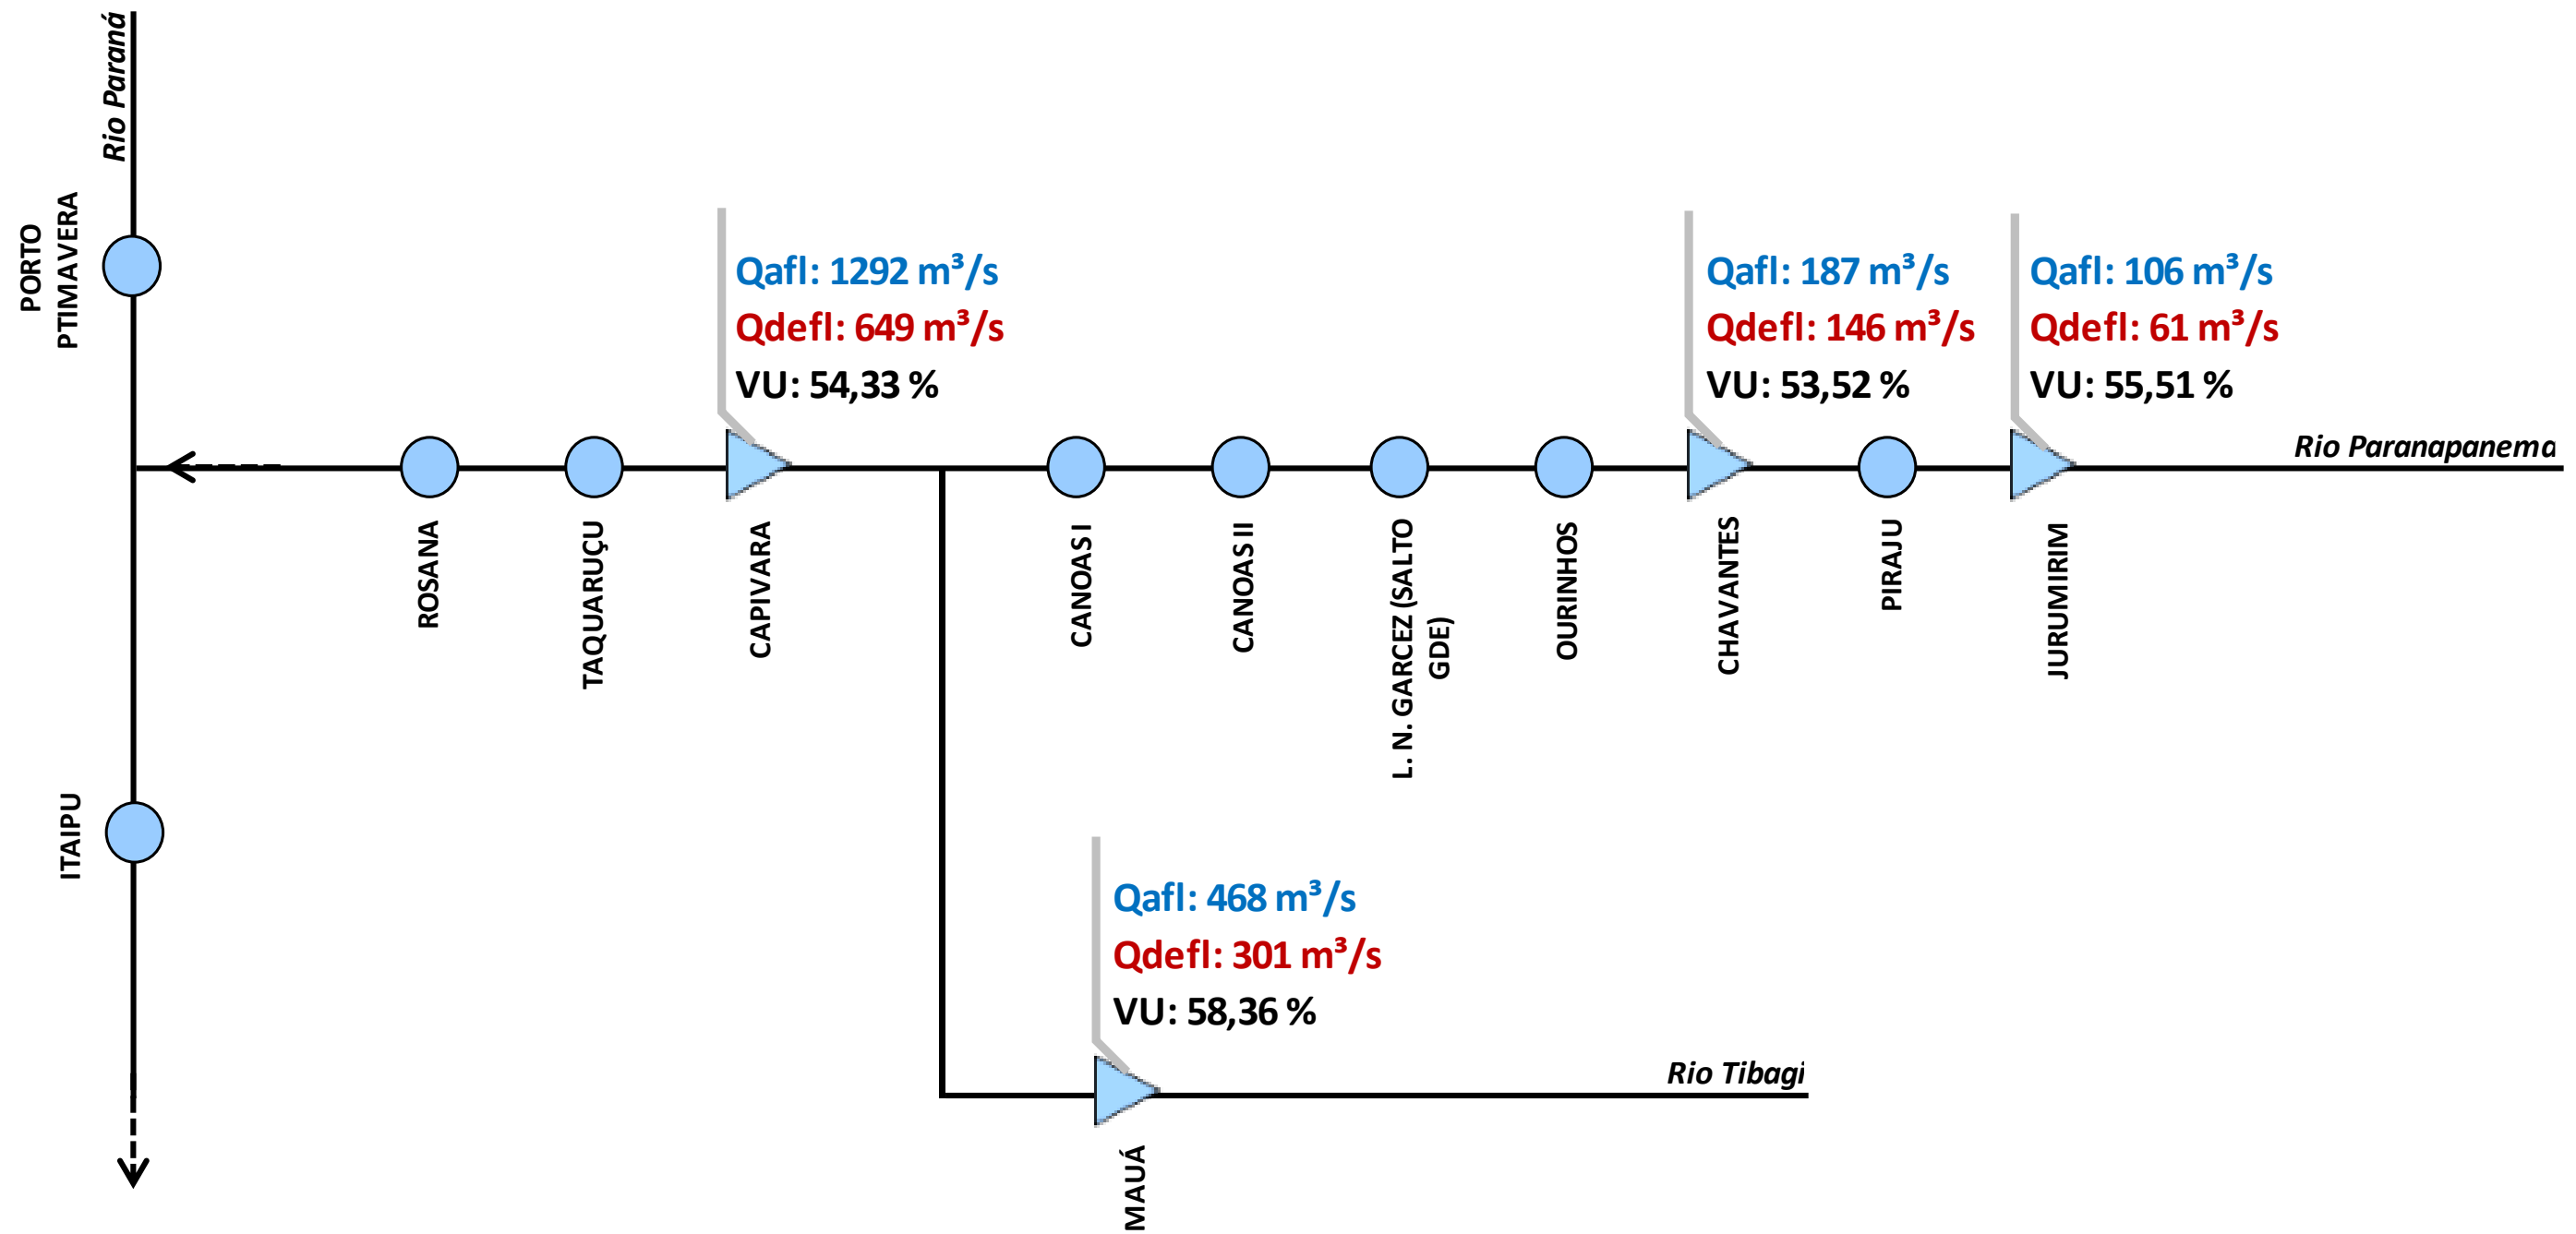 Rio Paraná
PORTO
PTIMAVERA
Qafl: 1292 m³/s
Qdefl: 649 m³/s
VU: 54,33 %
Qafl: 187 m³/s
Qdefl: 146 m³/s
VU: 53,52 %
Qafl: 106 m³/s
Qdefl: 61 m³/s
VU: 55,51 %
Rio Paranapanema
ROSANA
TAQUARUÇU
CAPIVARA
CANOAS I
CANOAS II
L. N. GARCEZ (SALTO
GDE)
OURINHOS
CHAVANTES
PIRAJU
JURUMIRIM
ITAIPU
Qafl: 468 m³/s
Qdefl: 301 m³/s
VU: 58,36 %
Rio Tibagi
MAUÁ